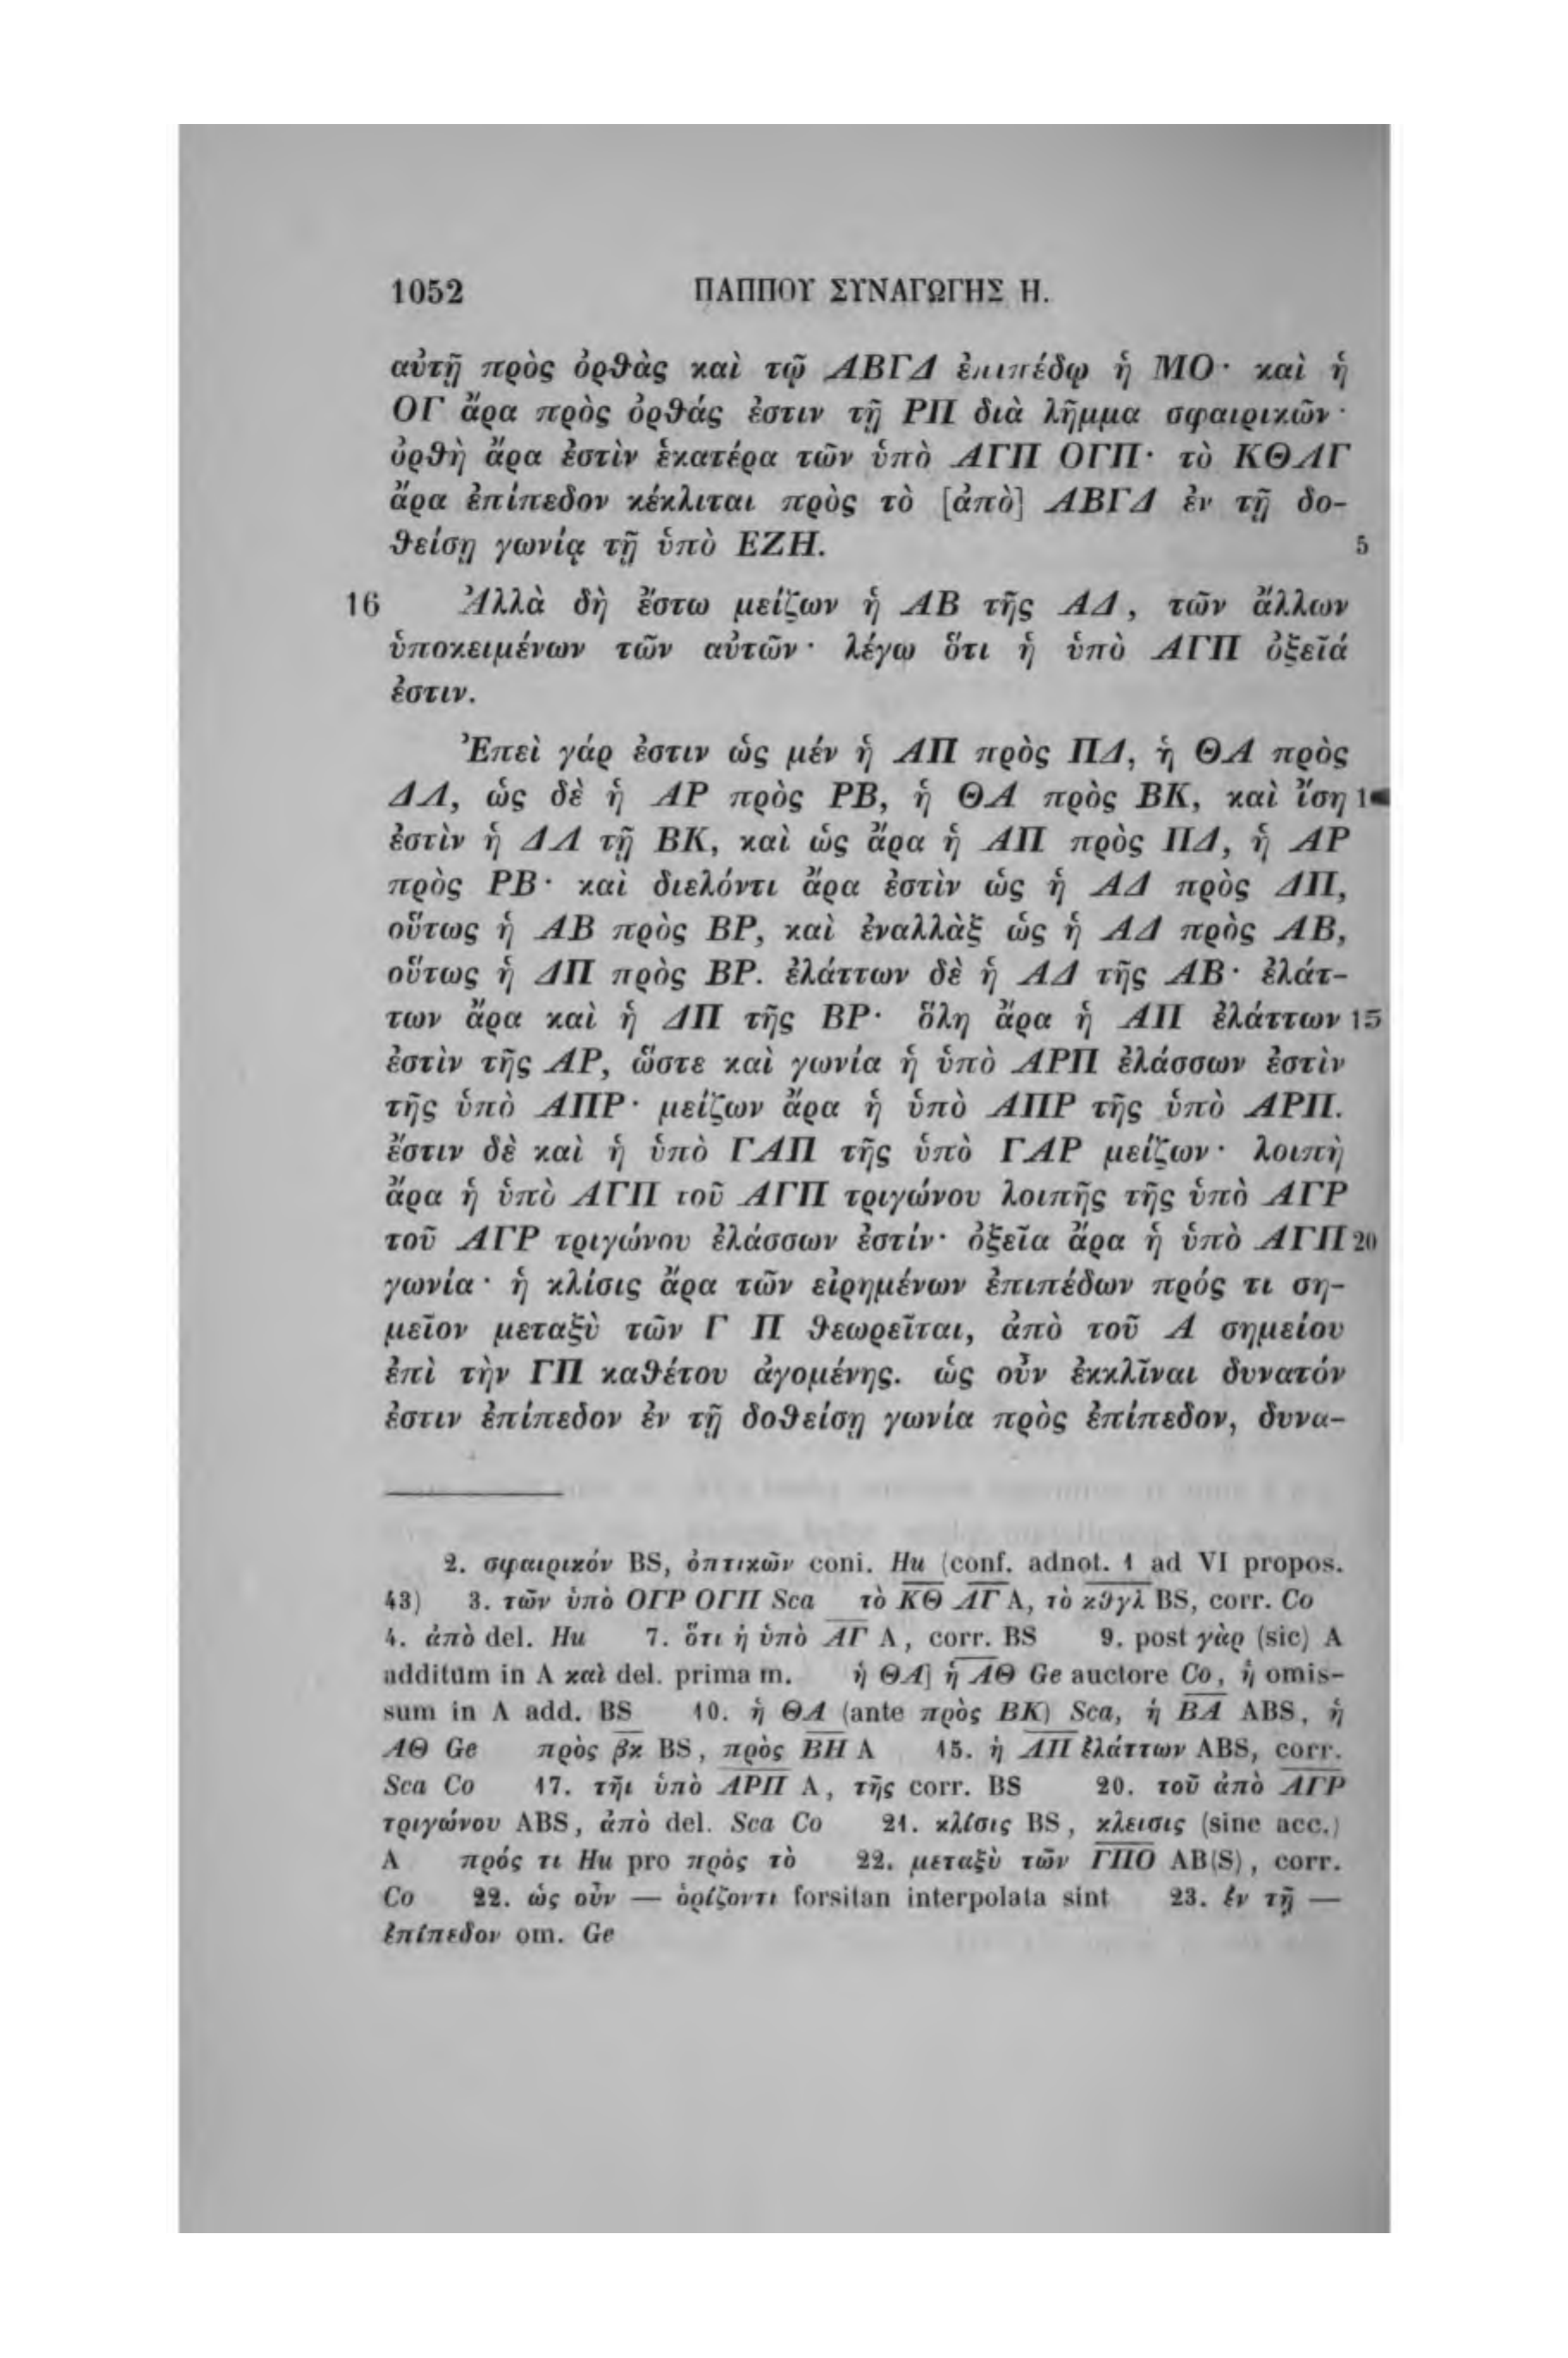 1052 ΠΑΠΠΟΥ ΣΥΝΑΓΩΓΗΣ Η.
αὐτῇ πρὸς ὀρθὰς καὶ τῷ ΑΒΓΔ ἐπιπέδῳ ἡ ΜΟ· καὶ ἡ
ΟΓ ἄρα πρὸς ὀρθάς ἐστιν τῇ ΡΠ διὰ λῆμμα σφαιρικῶν·
ὀρθὴ ἄρα ἐστὶν ἑκατέρα τῶν ὑπὸ ΑΓΠ ΟΓΠ· τὸ ΚΘΛΓ
ἄρα ἐπίπεδον κέκλιται πρὸς τὸ [ἀπὸ] ΑΒΓΔ ἐν τῇ δο-
θείσῃ γωνίᾳ τῇ ὑπὸ ΕΖΗ. 5
16 Ἀλλὰ δὴ ἔστω μείζων ἡ ΑΒ τῆς ΑΔ, τῶν ἄλλων
ὑποκειμένων τῶν αὐτῶν· λέγω ὅτι ἡ ὑπὸ ΑΓΠ ὀξεῖά
ἐστιν.
Ἐπεὶ γάρ ἐστιν ὡς μέν ἡ ΑΠ πρὸς ΠΔ, ἡ ΘΑ πρὸς
ΔΛ, ὡς δὲ ἡ ΑΡ πρὸς ΡΒ, ἡ ΘΑ πρὸς ΒΚ, καὶ ἴση
ἐστὶν ἡ ΔΛ τῇ ΒΚ, καὶ ὡς ἄρα ἡ ΑΠ πρὸς ΠΔ, ἡ ΑΡ
πρὸς ΡΒ· καὶ διελόντι ἄρα ἐστὶν ὡς ἡ ΑΔ πρὸς ΔΠ,
οὕτως ἡ ΑΒ πρὸς ΒΡ, καὶ ἐναλλὰξ ὡς ἡ ΑΔ πρὸς ΑΒ,
οὕτως ἡ ΔΠ πρὸς ΒΡ. ἐλάττων δὲ ἡ ΑΔ τῆς ΑΒ· ἐλάτ-
των ἄρα καὶ ἡ ΔΠ τῆς ΒΡ· ὅλη ἄρα ἡ ΑΠ ἐλάττων 15
ἐστὶν τῆς ΑΡ, ὥστε καὶ γωνία ἡ ὑπὸ ΑΡΠ ἐλάσσων ἐστὶν
τῆς ὑπὸ ΑΠΡ· μείζων ἄρα ἡ ὑπὸ ΑΠΡ τῆς ὑπὸ ΑΡΠ.
ἔστιν δὲ καὶ ἡ ὑπὸ ΓΑΠ τῆς ὑπὸ ΓΑΡ μείζων· λοιπὴ
ἄρα ἡ ὑπὸ ΑΓΠ τοῦ ΑΓΠ τριγώνου λοιπῆς τῆς ὑπὸ ΑΓΡ
τοῦ ΑΓΡ τριγώνου ἐλάσσων ἐστίν· ὀξεῖα ἄρα ἡ ὑπὸ ΑΓΠ 20
γωνία· ἡ κλίσις ἄρα τῶν εἰρημένων ἐπιπέδων πρός τι ση-
μεῖον μεταξὺ τῶν Γ Π θεωρεῖται, ἀπὸ τοῦ Α σημείου
ἐπὶ τὴν ΓΠ καθέτου ἀγομένης. ὡς οὖν ἐκκλῖναι δυνατόν
ἐστιν ἐπίπεδον ἐν τῇ δοθείσῃ γωνίᾳ πρὸς ἐπίπεδον, δυνα-
2. σφαιρικόν BS, ὀπτικῶν coni. Hu (conf. adnot. 1 ad VI propos.
43) 3. τῶν ὑπὸ ΟΓΡ ΟΓΠ Sca τὸ ΚΘ ΛΓ A, τὸ κθγλ BS, corr. Co
4. ἀπὸ del. Hu 7. ὅτι ἡ ὑπὸ ΑΓ A, corr. BS 9. post γὰρ (sic) A
additum in A καὶ del. prima m. ἡ ΘΑ] ἡ ΑΘ Ge auctore Co, ἡ omis-
sum in A add. BS 10. ἡ ΘΑ (ante πρὸς ΒΚ) Sca, ἡ ΒΑ ABS, ἡ
ΑΘ Ge πρὸς βκ BS, πρὸς ΒΗ A 15. ἡ ΔΠ ἐλάττων ABS, corr.
Sca Co 17. τῆι ὑπὸ ΑΡΠ A, τῆς corr. BS 20. τοῦ ἀπὸ ΑΓΡ
τριγώνου ABS, ἀπὸ del. Sca Co 21. κλίσις BS, κλεισις (sine acc.)
A πρός τι Hu pro πρὸς τὸ 22. μεταξὺ τῶν ΓΠΟ AB(S), corr.
Co 22. ὡς οὖν — ὁρίζοντι forsitan interpolata sint 23. ἐν τῇ —
ἐπίπεδον om. Ge